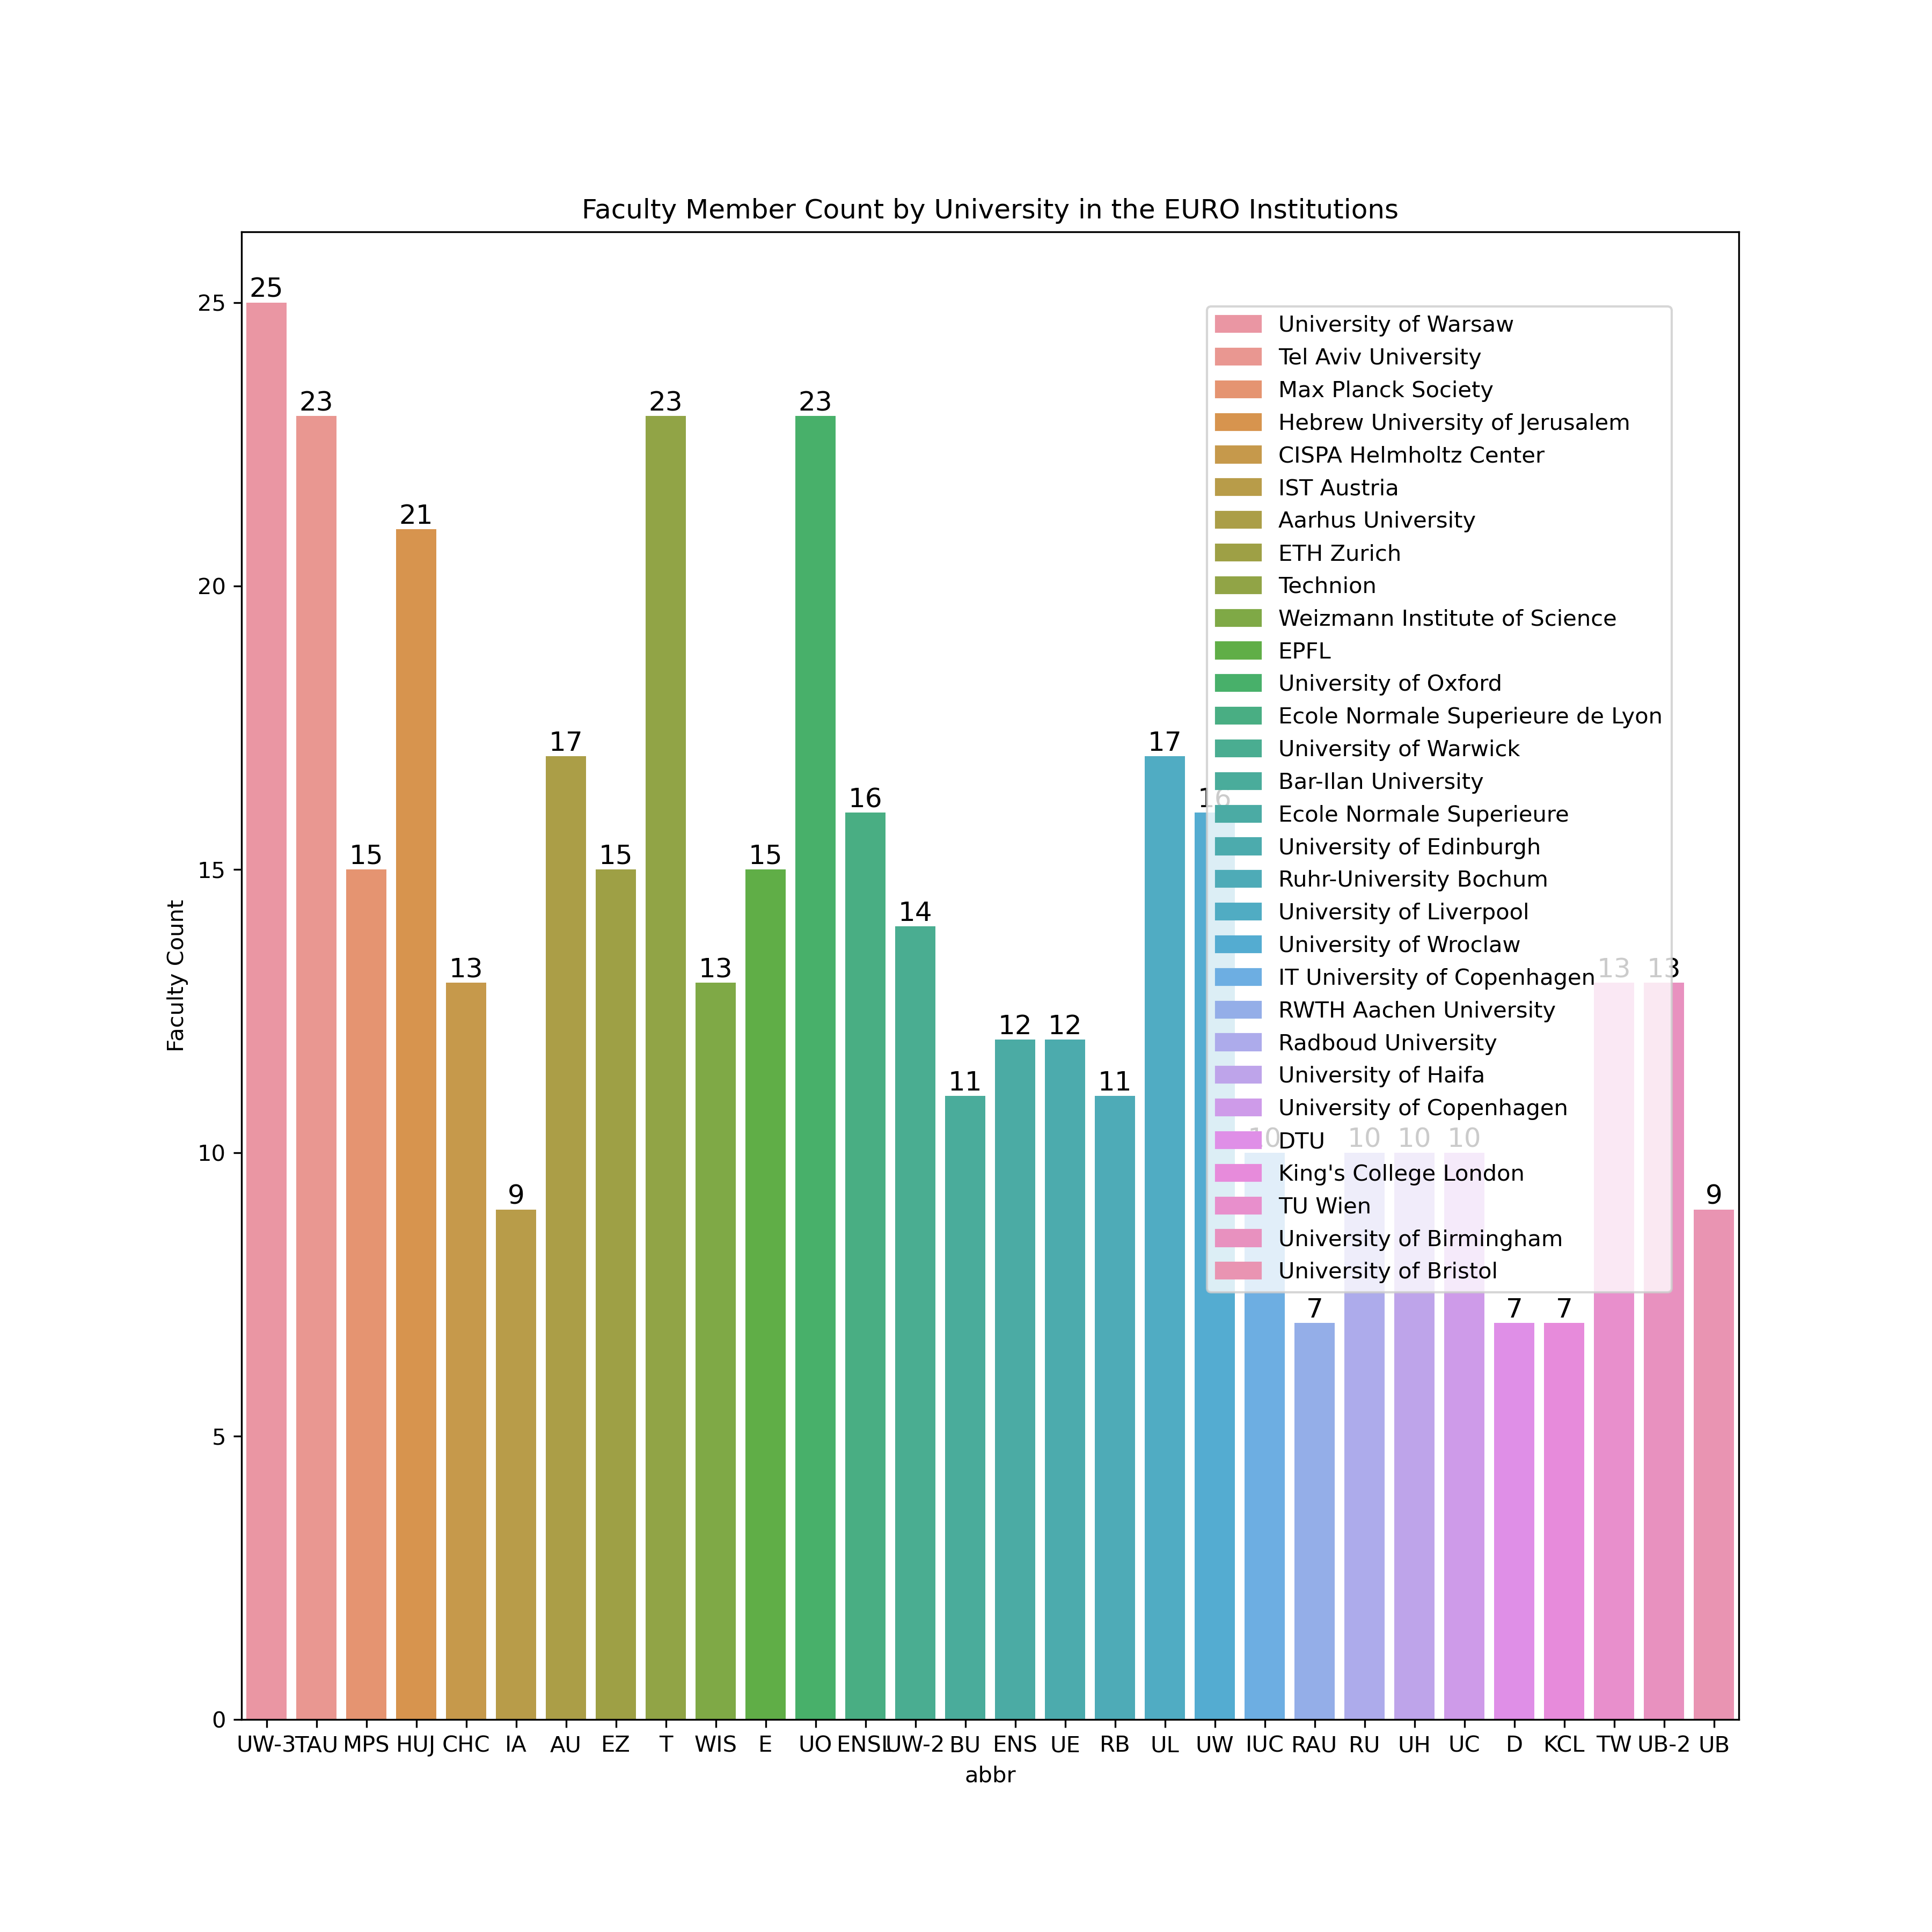 Faculty Member Count by University in the EURO Institutions
Faculty Count
25
20
15
10
5
0
25
23
15
21
13
9
17
15
23
13
15
23
16
14
11
12
12
11
17
16
10
7
10
10
10
7
7
13
13
9
University of Warsaw
Tel Aviv University
Max Planck Society
Hebrew University of Jerusalem
CISPA Helmholtz Center
IST Austria
Aarhus University
ETH Zurich
Technion
Weizmann Institute of Science
EPFL
University of Oxford
Ecole Normale Superieure de Lyon
University of Warwick
Bar-Ilan University
Ecole Normale Superieure
University of Edinburgh
Ruhr-University Bochum
University of Liverpool
University of Wroclaw
IT University of Copenhagen
RWTH Aachen University
Radboud University
University of Haifa
University of Copenhagen
DTU
King's College London
TU Wien
University of Birmingham
University of Bristol
UW-3 TAU MPS HUJ CHC IA AU EZ T WIS E UO ENSL UW-2 BU ENS UE RB UL UW IUC RAU RU UH UC D KCL TW UB-2 UB
abbr